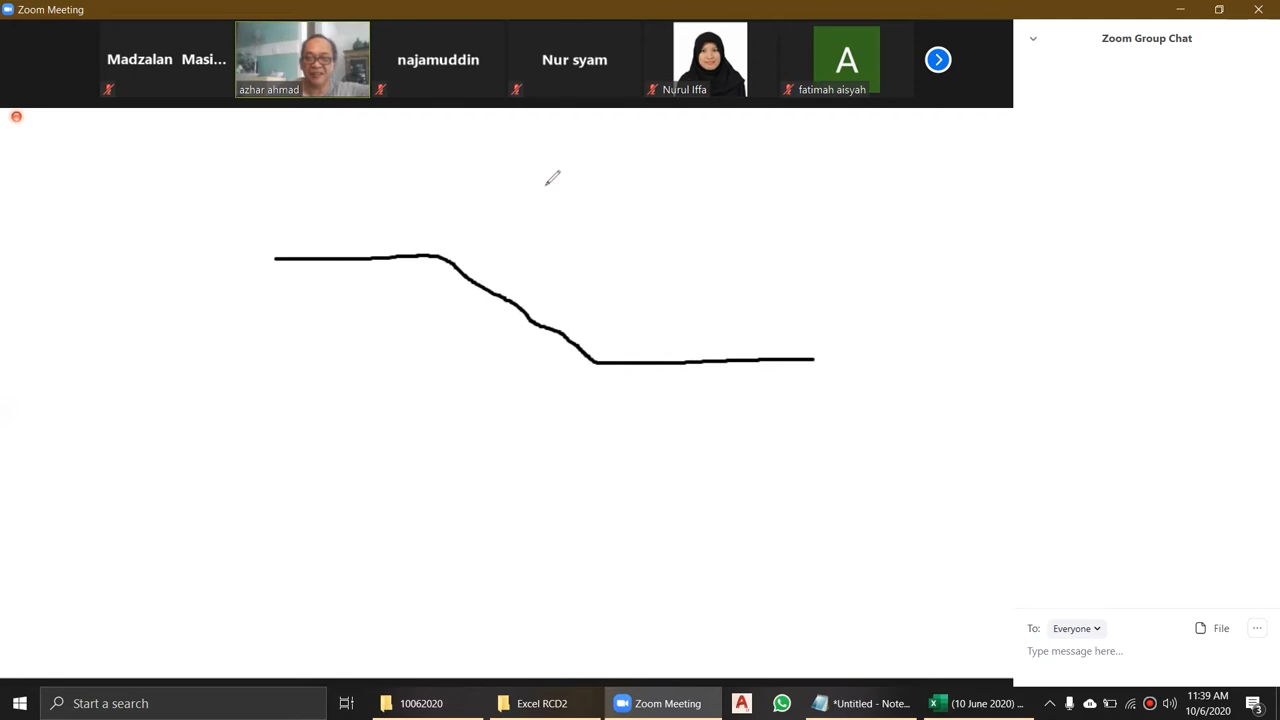 Zoom Meeting
Madzalan Masi...
azhar ahmad
najamuddin
Nur syam
Nurul Iffa
A
fatimah aisyah
Zoom Group Chat
To: Everyone
File
Type message here...
Start a search
10062020
Excel RCD2
Zoom Meeting
*Untitled - Note...
(10 June 2020) ...
11:39 AM
10/6/2020
3